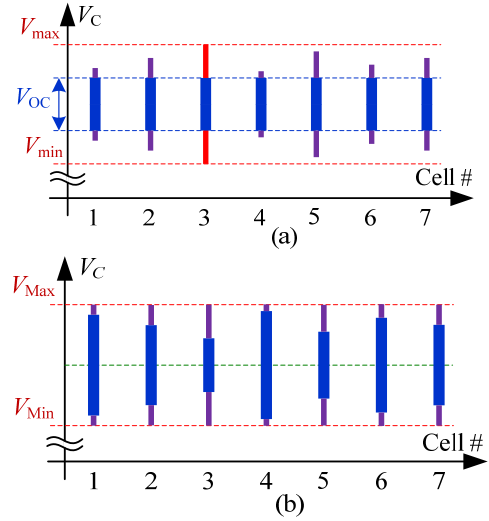 V_C
V_max
V_OC
V_min
Cell #
1 2 3 4 5 6 7
(a)
V_C
V_Max
V_Min
Cell #
1 2 3 4 5 6 7
(b)